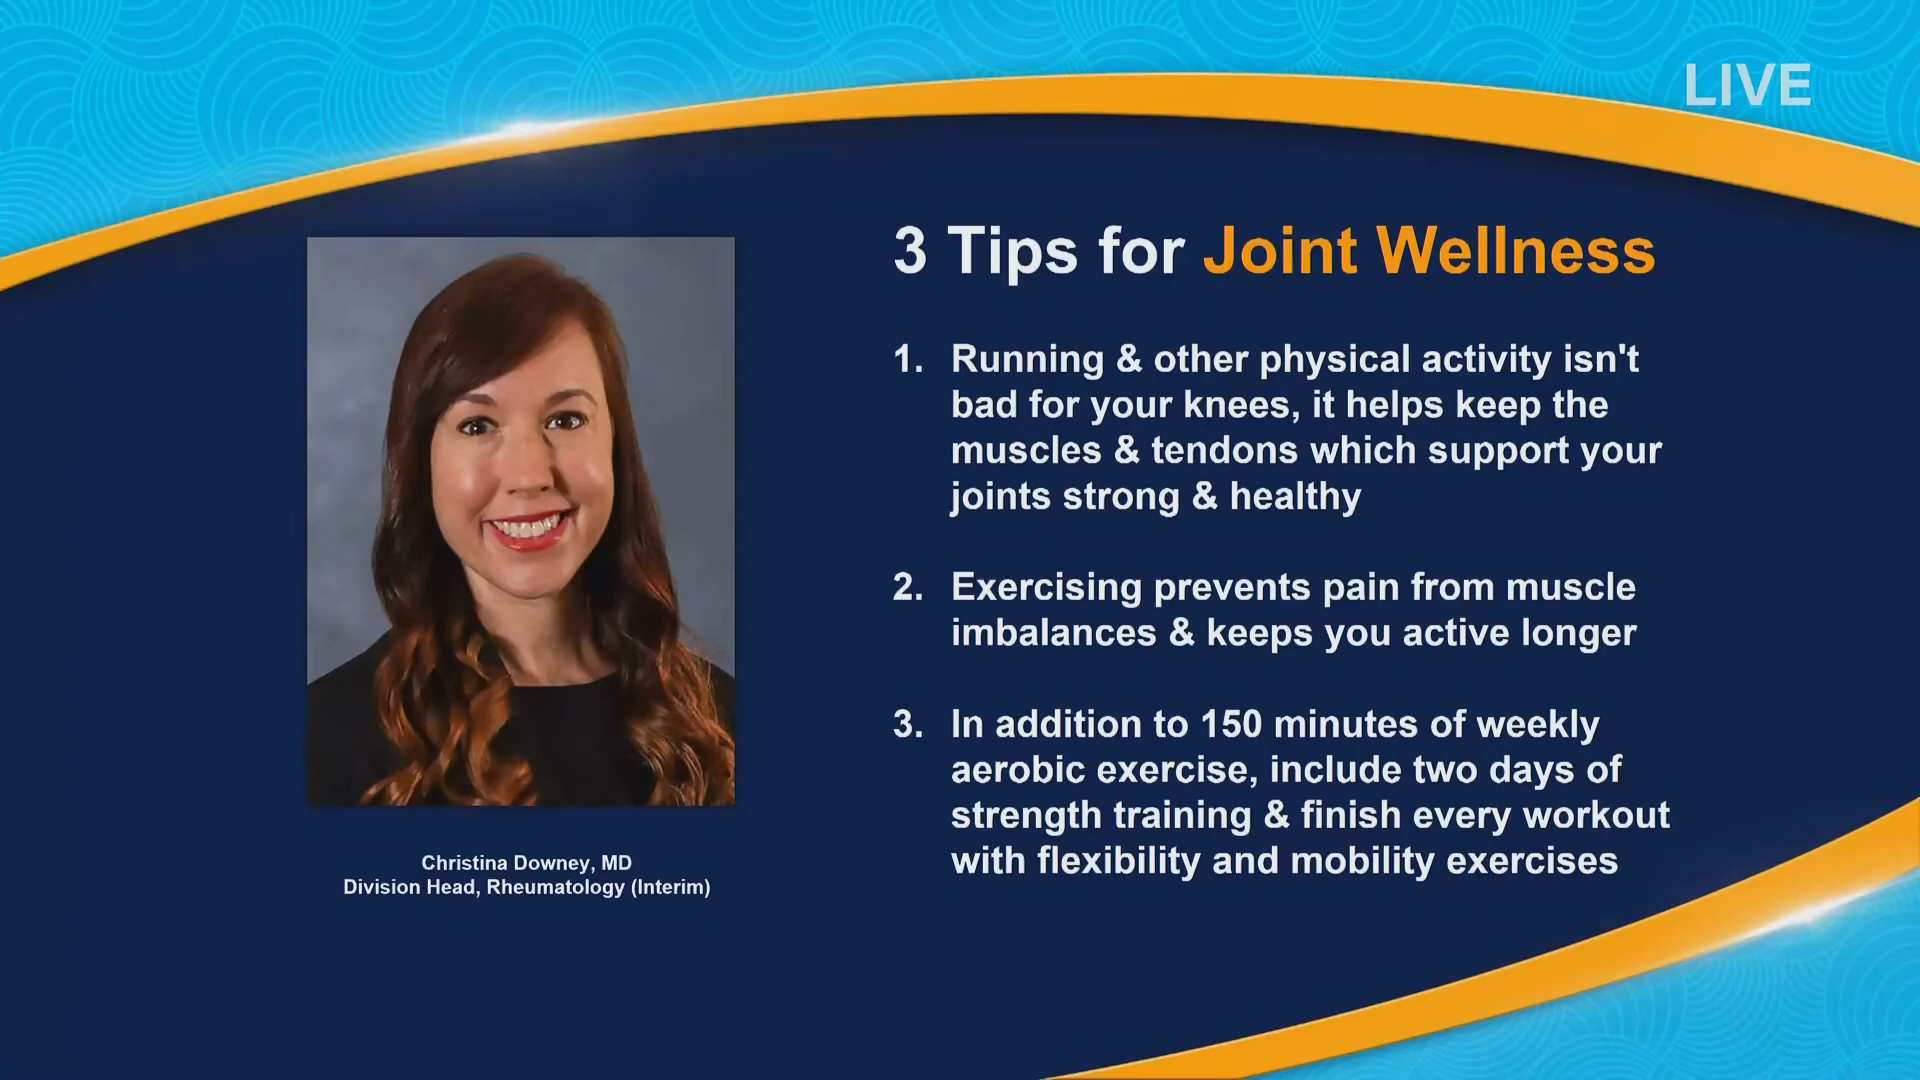 LIVE
3 Tips for Joint Wellness
1. Running & other physical activity isn't
bad for your knees, it helps keep the
muscles & tendons which support your
joints strong & healthy
2. Exercising prevents pain from muscle
imbalances & keeps you active longer
3. In addition to 150 minutes of weekly
aerobic exercise, include two days of
strength training & finish every workout
with flexibility and mobility exercises
Christina Downey, MD
Division Head, Rheumatology (Interim)